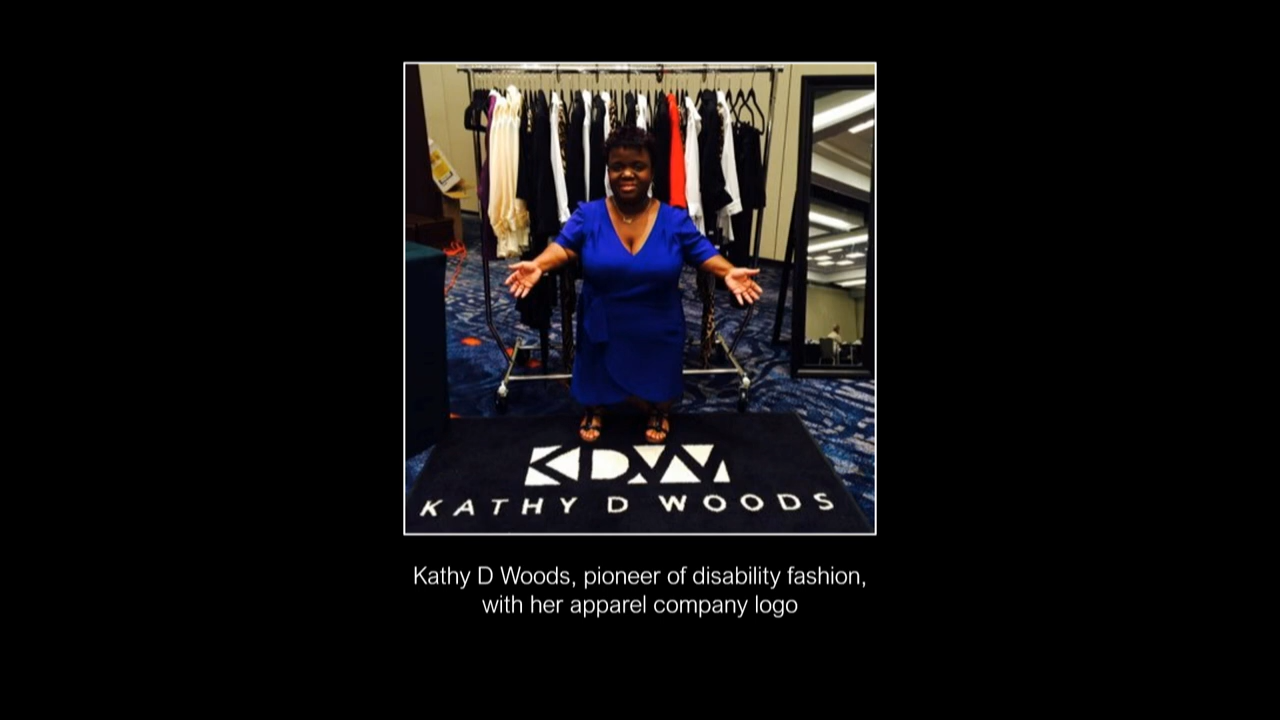 KDW
KATHY D WOODS
Kathy D Woods, pioneer of disability fashion,
with her apparel company logo